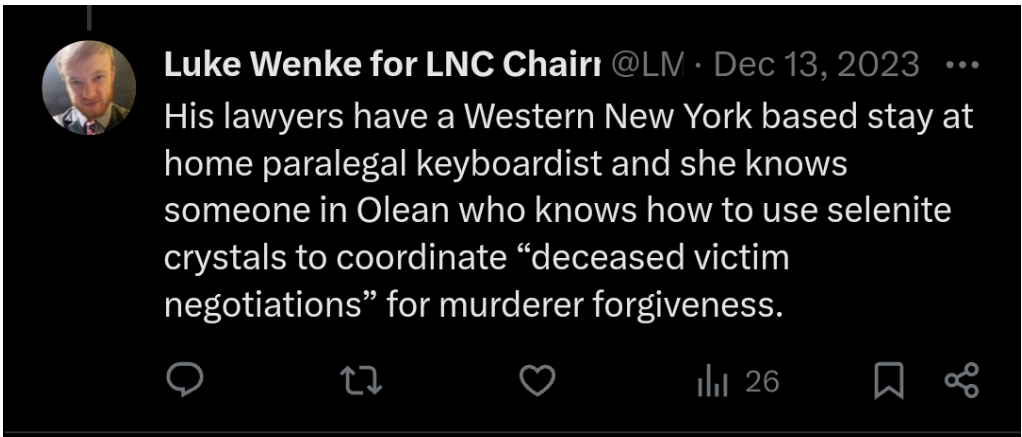 Luke Wenke for LNC Chairr @LM · Dec 13, 2023
His lawyers have a Western New York based stay at
home paralegal keyboardist and she knows
someone in Olean who knows how to use selenite
crystals to coordinate “deceased victim
negotiations” for murderer forgiveness.
26